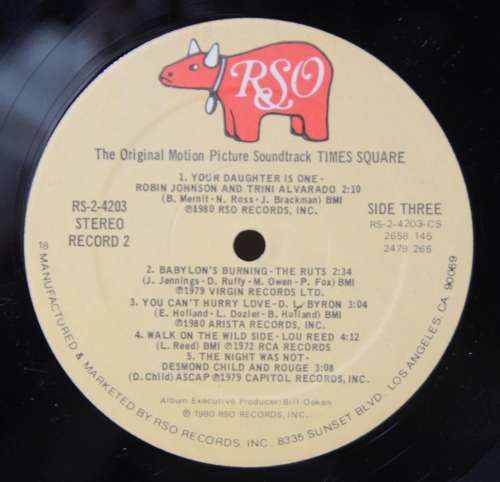 RSO
The Original Motion Picture Soundtrack TIMES SQUARE
1. YOUR DAUGHTER IS ONE-
ROBIN JOHNSON AND TRINI ALVARADO 2:10
(B. Mernit - N. Ross - J. Brackman) BMI
℗1980 RSO RECORDS, INC.
RS-2-4203
STEREO
RECORD 2
SIDE THREE
RS-2-4203-CS
2658 145
2479 265
2. BABYLON'S BURNING - THE RUTS 2:34
(J. Jennings - D. Ruffy - M. Owen - P. Fox) BMI
℗1979 VIRGIN RECORDS LTD.
3. YOU CAN'T HURRY LOVE - D. L. BYRON 3:04
(E. Holland - L. Dozier - B. Holland) BMI
℗1980 ARISTA RECORDS, INC.
4. WALK ON THE WILD SIDE - LOU REED 4:12
(L. Reed) BMI ℗1972 RCA RECORDS
5. THE NIGHT WAS NOT-
DESMOND CHILD AND ROUGE 3:08
(D. Child) ASCAP ℗1979 CAPITOL RECORDS, INC.
Album Executive Producer: Bill Oakes
℗ 1980 RSO RECORDS, INC.
18 MANUFACTURED & MARKETED BY RSO RECORDS, INC. 8335 SUNSET BLVD. LOS ANGELES, CA. 90069